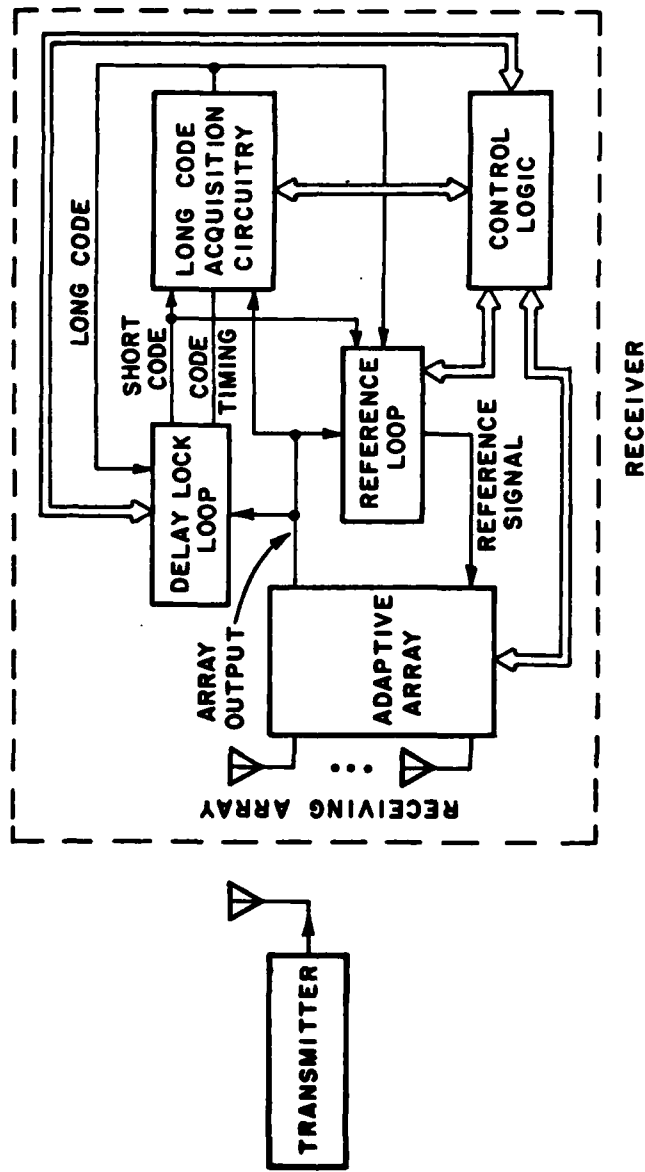 TRANSMITTER
RECEIVING ARRAY
ARRAY
OUTPUT
ADAPTIVE
ARRAY
DELAY LOCK
LOOP
LONG CODE
SHORT
CODE
CODE
TIMING
LONG CODE
ACQUISITION
CIRCUITRY
REFERENCE
LOOP
REFERENCE
SIGNAL
CONTROL
LOGIC
RECEIVER